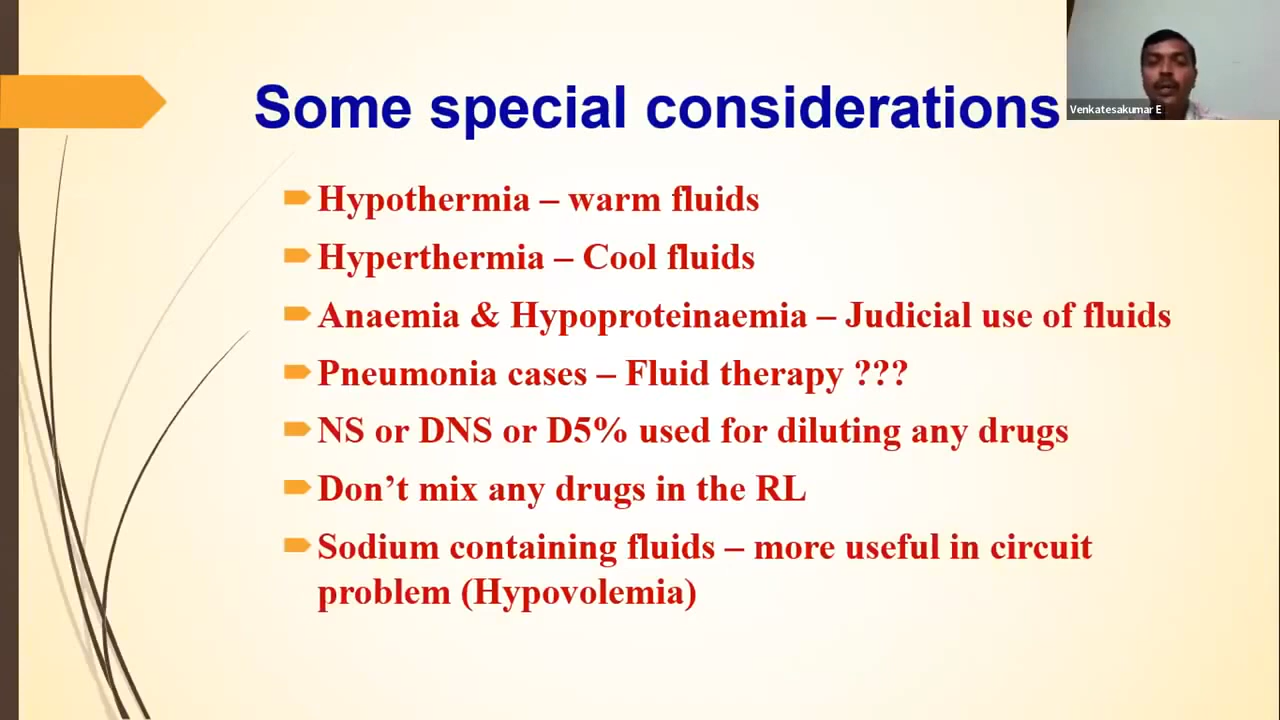 Some special considerations
Venkatesakumar E
Hypothermia – warm fluids
Hyperthermia – Cool fluids
Anaemia & Hypoproteinaemia – Judicial use of fluids
Pneumonia cases – Fluid therapy ???
NS or DNS or D5% used for diluting any drugs
Don’t mix any drugs in the RL
Sodium containing fluids – more useful in circuit
problem (Hypovolemia)